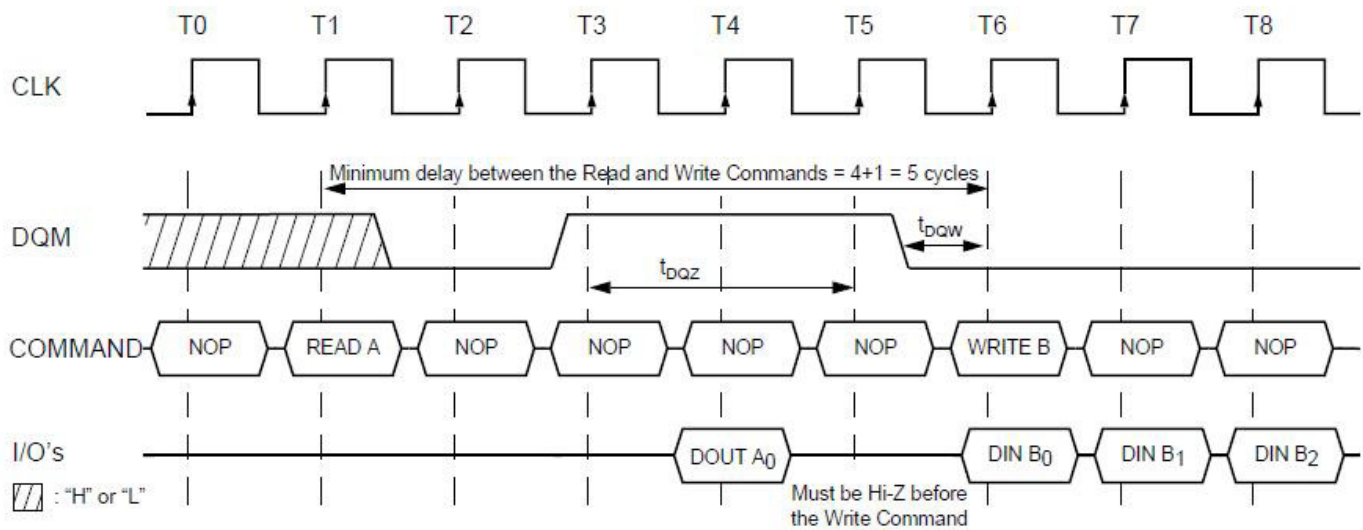 T0 T1 T2 T3 T4 T5 T6 T7 T8
CLK
Minimum delay between the Read and Write Commands = 4+1 = 5 cycles
DQM
tDQW
tDQZ
COMMAND NOP READ A NOP NOP NOP NOP WRITE B NOP NOP
I/O's DOUT A0 DIN B0 DIN B1 DIN B2
: "H" or "L"
Must be Hi-Z before
the Write Command